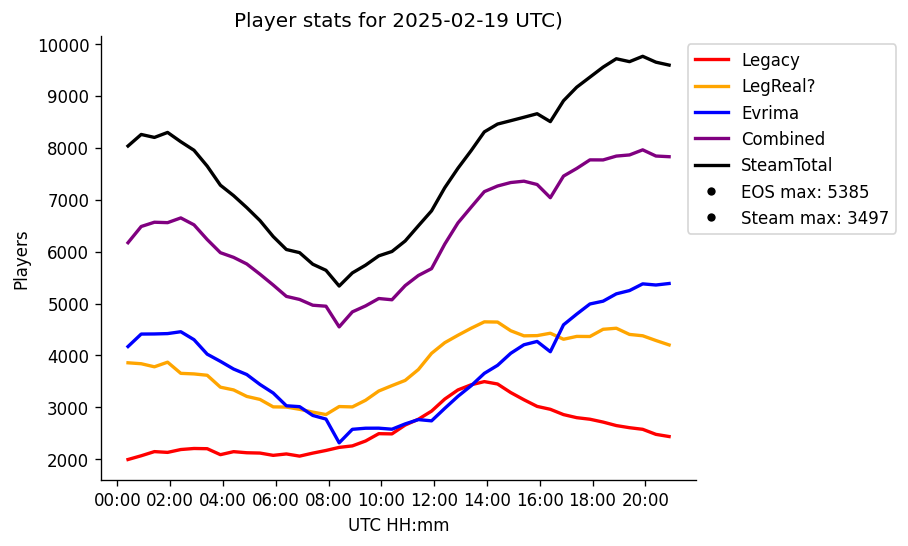 Player stats for 2025-02-19 UTC)
10000
9000
8000
7000
6000
5000
4000
3000
2000
Players
00:00 02:00 04:00 06:00 08:00 10:00 12:00 14:00 16:00 18:00 20:00
UTC HH:mm
Legacy
LegReal?
Evrima
Combined
SteamTotal
EOS max: 5385
Steam max: 3497